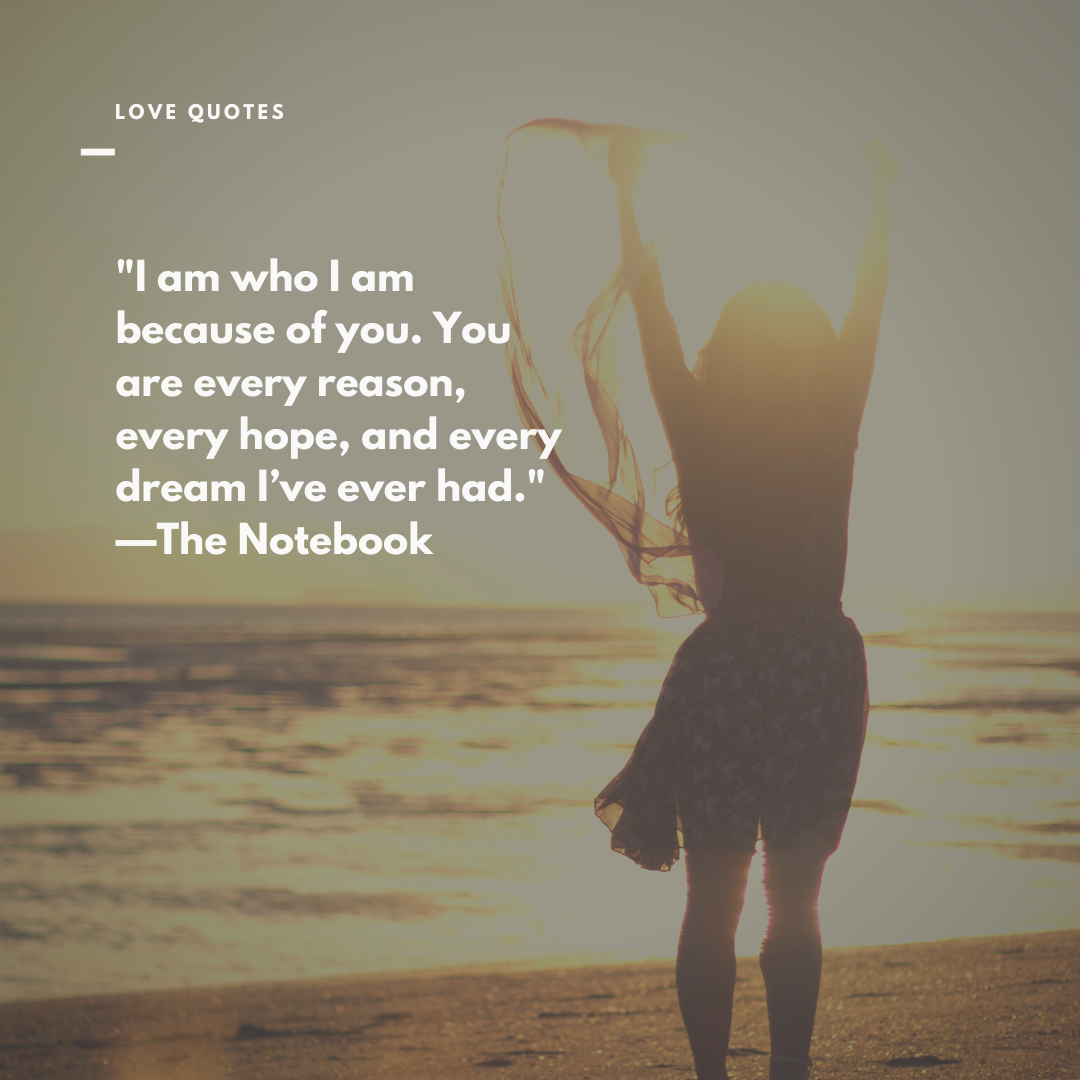 LOVE QUOTES
"I am who I am
because of you. You
are every reason,
every hope, and every
dream I’ve ever had."
—The Notebook